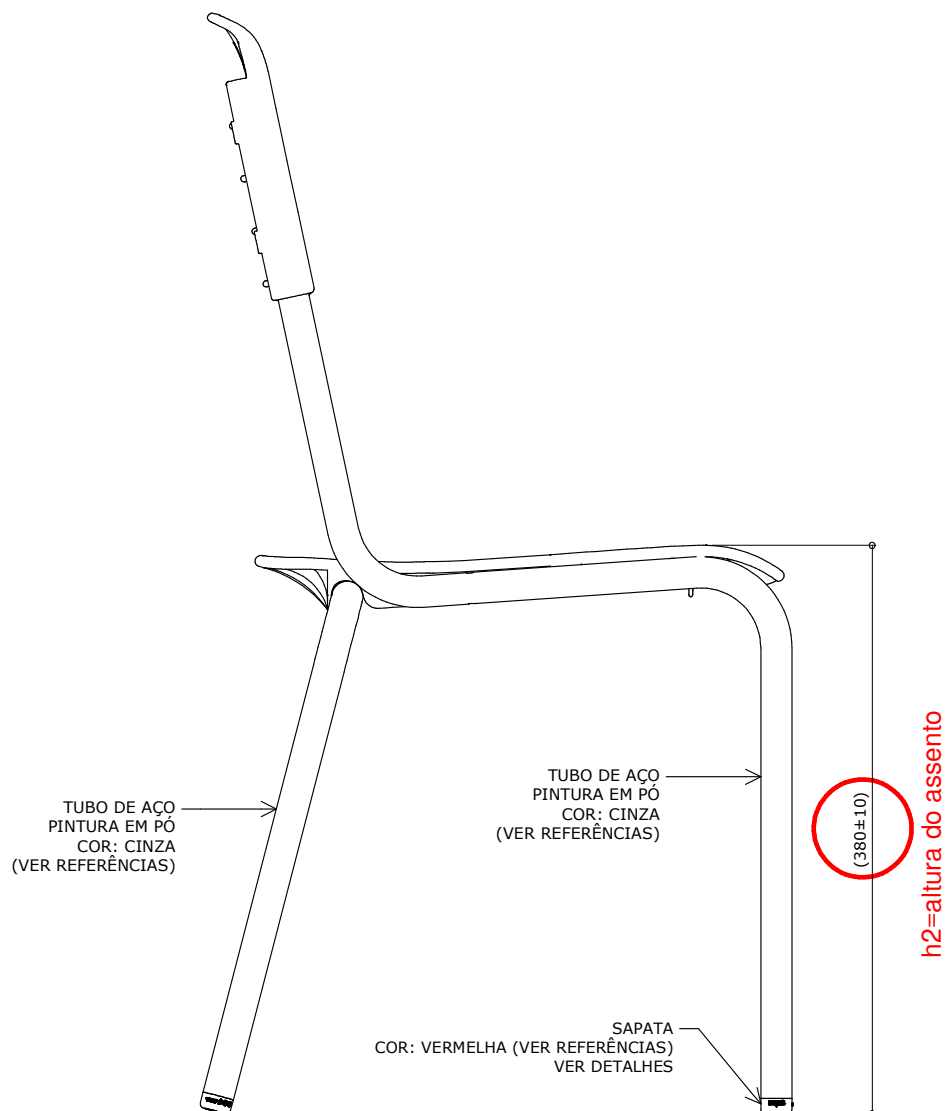 TUBO DE AÇO
PINTURA EM PÓ
COR: CINZA
(VER REFERÊNCIAS)
TUBO DE AÇO
PINTURA EM PÓ
COR: CINZA
(VER REFERÊNCIAS)
(380±10)
h2=altura do assento
SAPATA
COR: VERMELHA (VER REFERÊNCIAS)
VER DETALHES